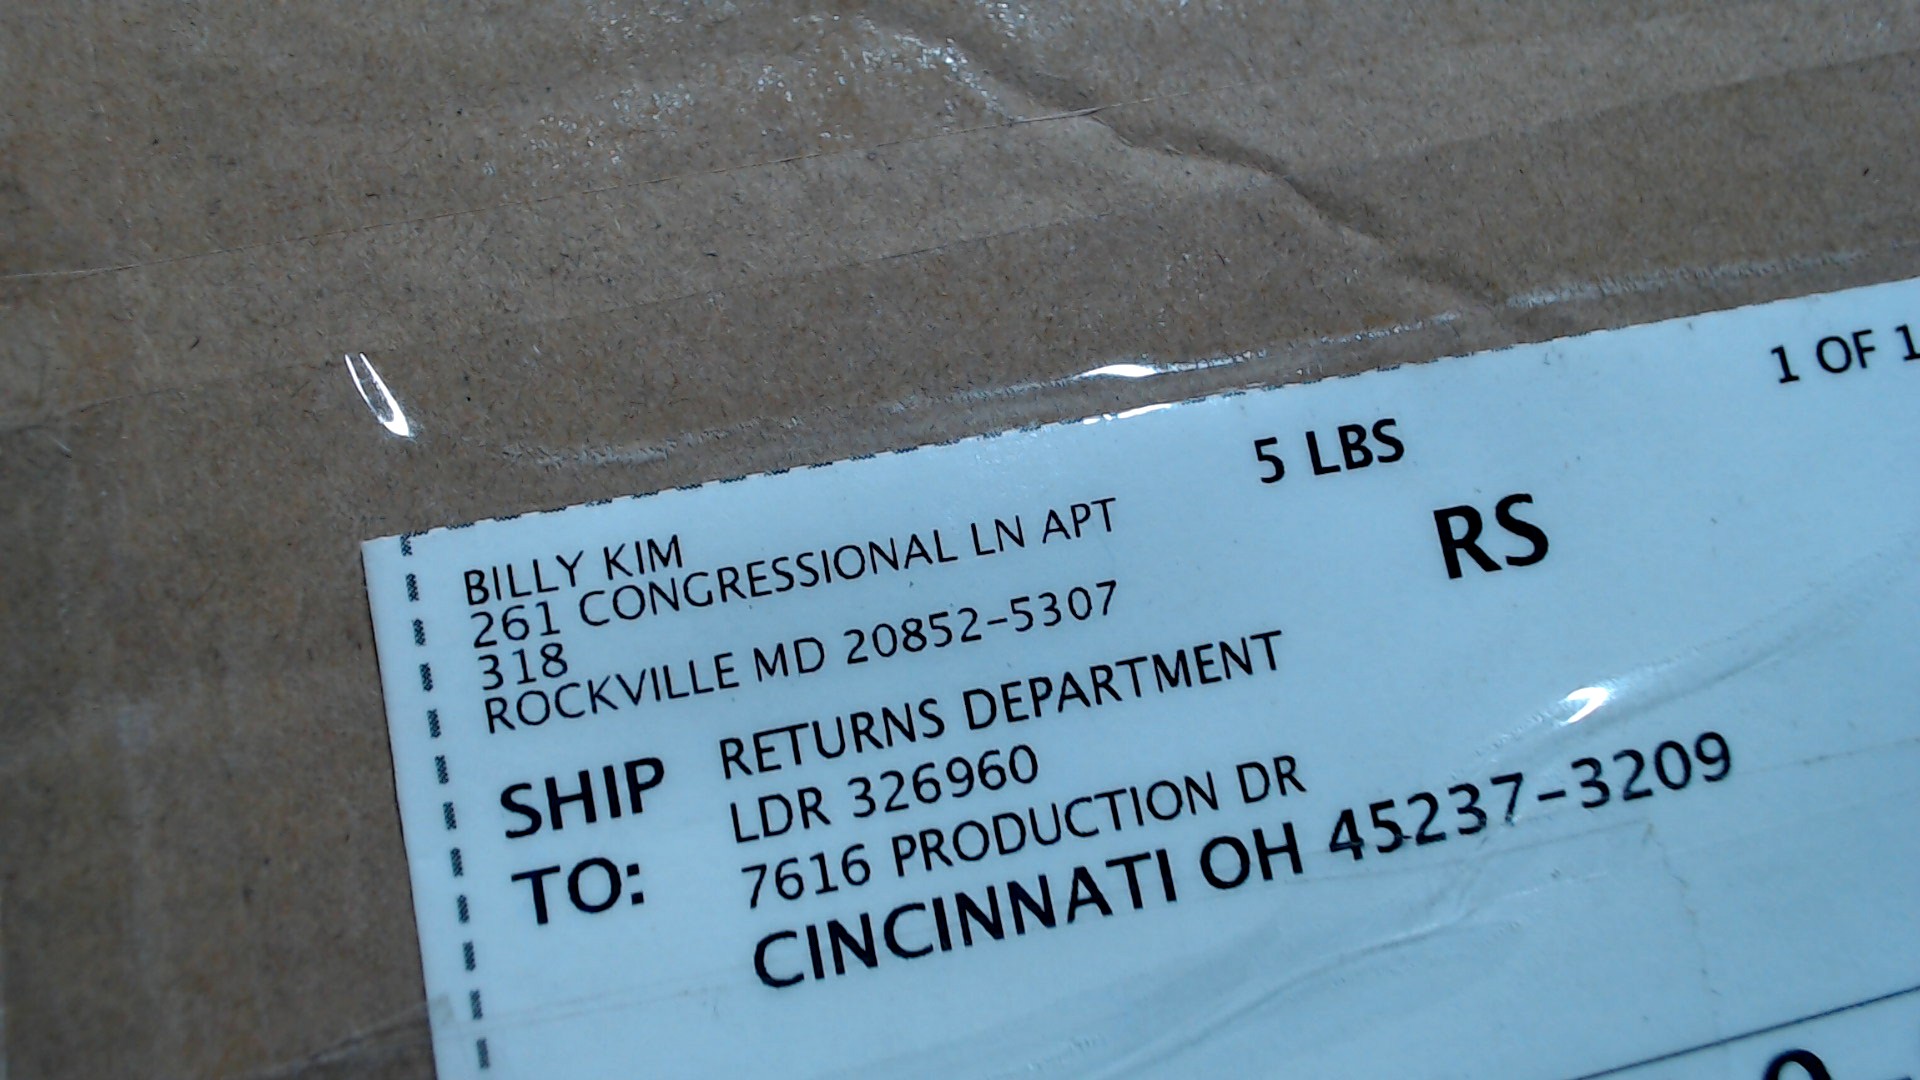 BILLY KIM
261 CONGRESSIONAL LN APT
318
ROCKVILLE MD 20852-5307
5 LBS
1 OF 1
RS
SHIP TO:
RETURNS DEPARTMENT
LDR 326960
7616 PRODUCTION DR
CINCINNATI OH 45237-3209